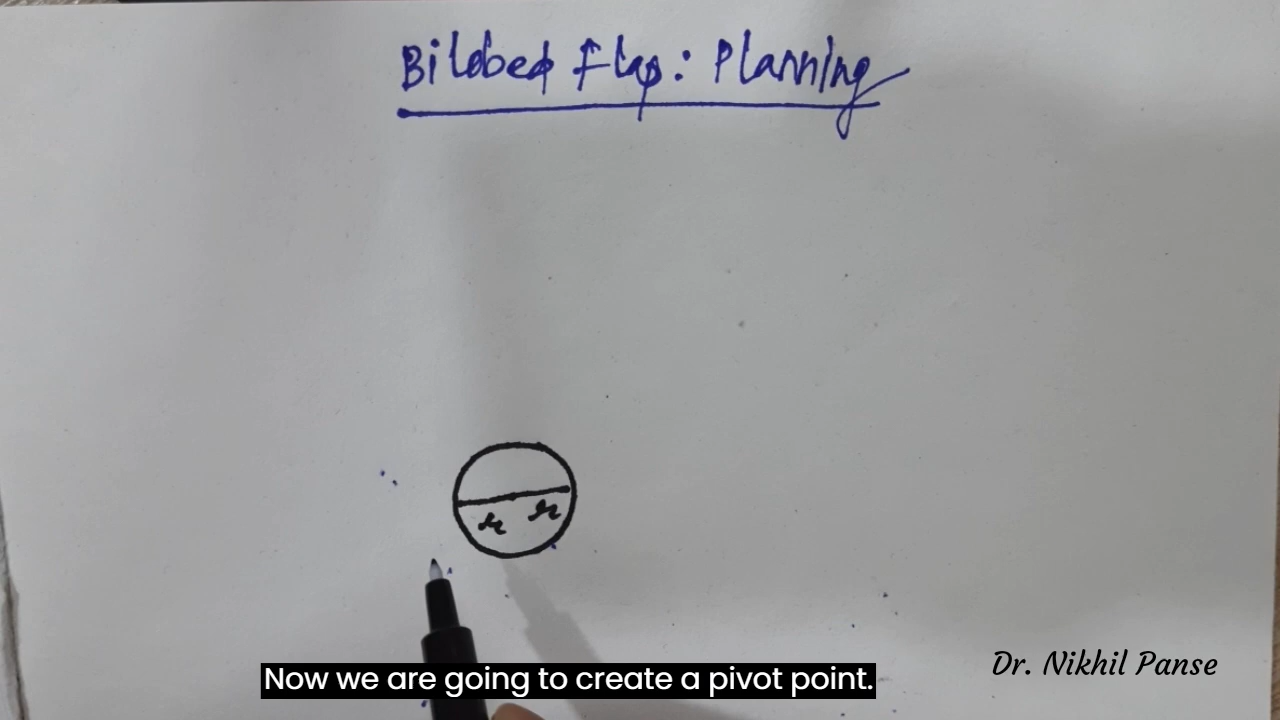 Bilobed Flap: Planning
r r
Now we are going to create a pivot point.
Dr. Nikhil Panse